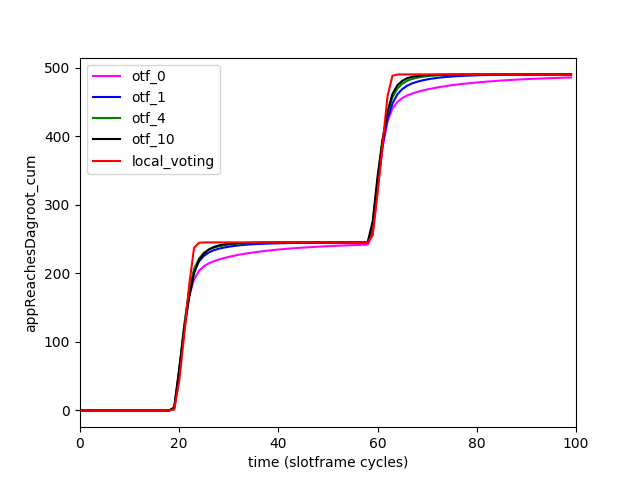 500
400
300
200
100
0
appReachesDagroot_cum
otf_0
otf_1
otf_4
otf_10
local_voting
0 20 40 60 80 100
time (slotframe cycles)